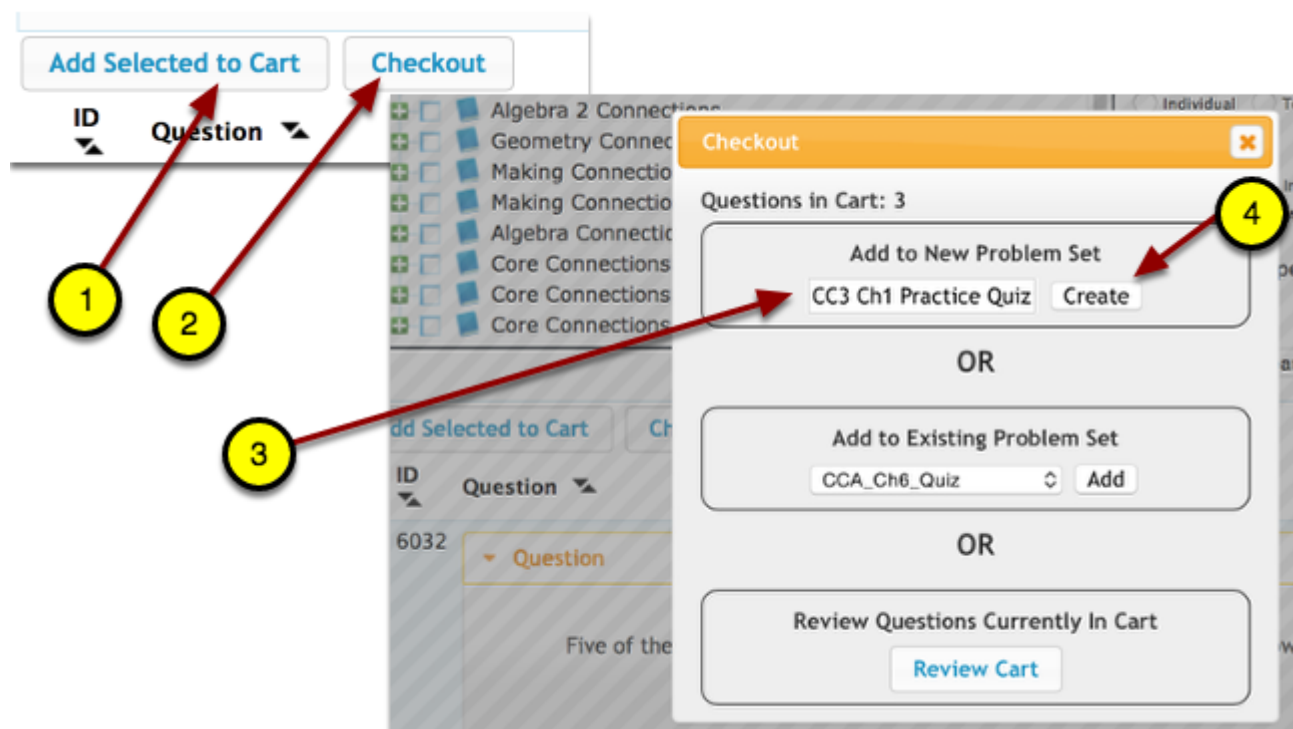 Add Selected to Cart Checkout
ID Question
1
2
3
4
Algebra 2 Connections
Geometry Connec
Making Connectio
Making Connectio
Algebra Connectio
Core Connections
Core Connections
Core Connections
Individual
Checkout
Questions in Cart: 3
Add to New Problem Set
CC3 Ch1 Practice Quiz Create
OR
Add to Existing Problem Set
CCA_Ch6_Quiz Add
OR
Review Questions Currently In Cart
Review Cart
dd Selected to Cart Ch
ID Question
6032 Question
Five of the